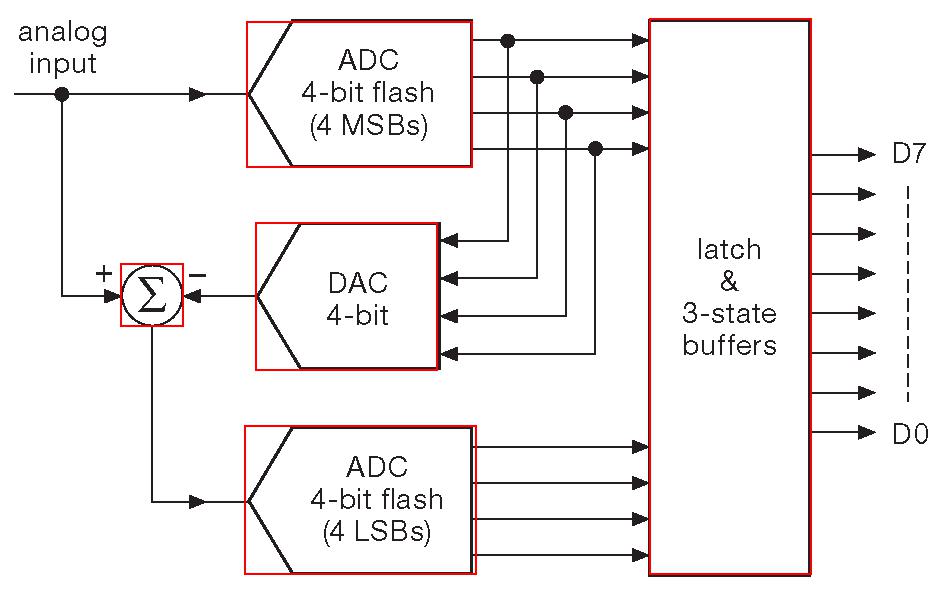 analog
input
ADC
4-bit flash
(4 MSBs)
D7
DAC
4-bit
+
−
Σ
latch
&
3-state
buffers
D0
ADC
4-bit flash
(4 LSBs)